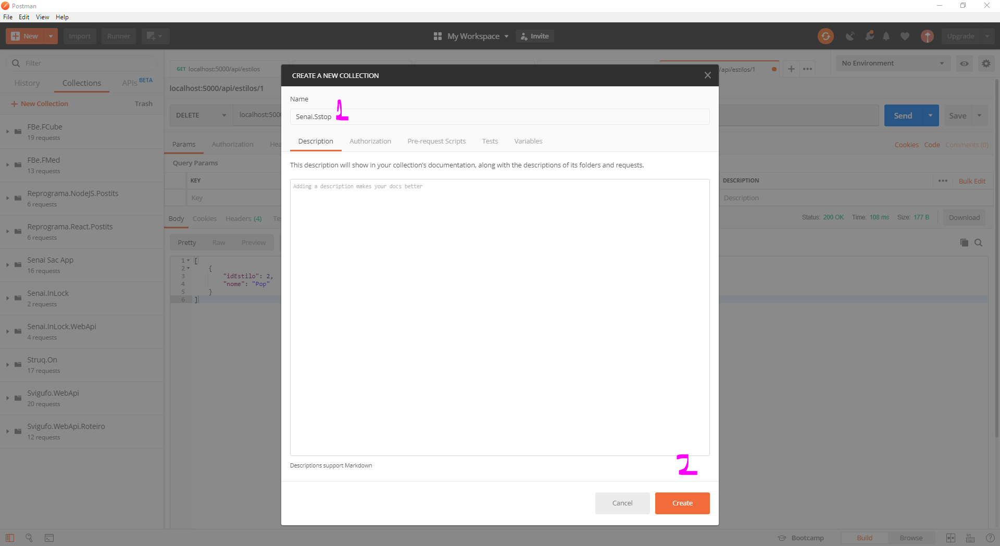 Postman
File Edit View Help
New Import Runner My Workspace Invite Upgrade
Filter
History Collections APIs BETA
New Collection Trash
FBe.FCube
19 requests
FBe.FMed
13 requests
Reprograma.NodeJS.Postits
6 requests
Reprograma.React.Postits
6 requests
Senai Sac App
16 requests
Senai.InLock
2 requests
Senai.InLock.WebApi
4 requests
Struq.On
17 requests
Svigufo.WebApi
20 requests
Svigufo.WebApi.Roteiro
12 requests
GET localhost:5000/api/estilos
/api/estilos/1
No Environment
localhost:5000/api/estilos/1
DELETE localhost:500
Send Save
Params Authorization Hea
Cookies Code Comments (0)
Query Params
KEY DESCRIPTION Bulk Edit
Key Description
Body Cookies Headers (4) Te
Status: 200 OK Time: 108 ms Size: 177 B Download
Pretty Raw Preview
1 [
2 {
3 "idEstilo": 2,
4 "nome": "Pop"
5 }
6 ]
CREATE A NEW COLLECTION
Name
Senai.Sstop 1
Description Authorization Pre-request Scripts Tests Variables
This description will show in your collection's documentation, along with the descriptions of its folders and requests.
Adding a description makes your docs better
Descriptions support Markdown
2
Cancel Create
Bootcamp Build Browse